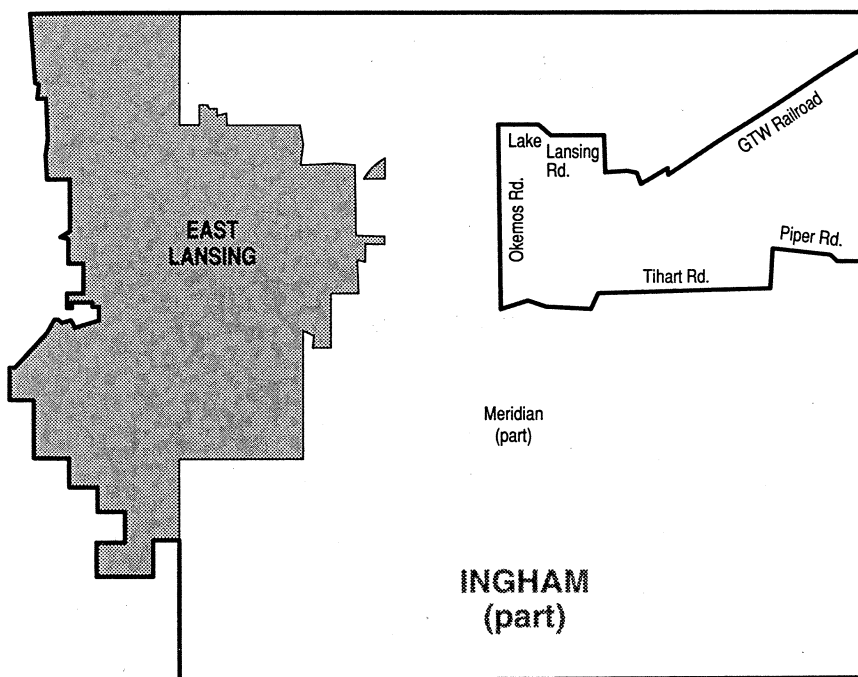 GTW Railroad
Lake
Lansing
Rd.
Okemos Rd.
EAST
LANSING
Piper Rd.
Tihart Rd.
Meridian
(part)
INGHAM
(part)